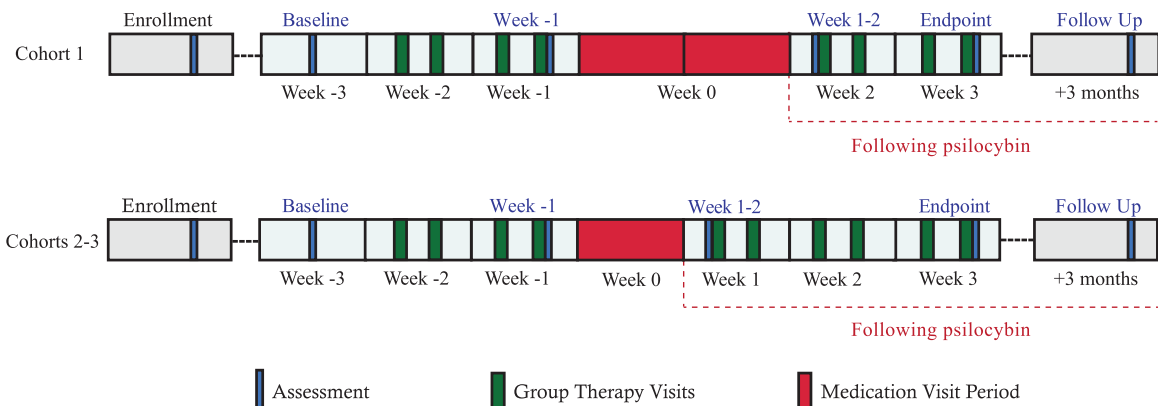 Enrollment Baseline Week -1 Week 1-2 Endpoint Follow Up
Cohort 1
Week -3 Week -2 Week -1 Week 0 Week 2 Week 3 +3 months
Following psilocybin
Enrollment Baseline Week -1 Week 1-2 Endpoint Follow Up
Cohorts 2-3
Week -3 Week -2 Week -1 Week 0 Week 1 Week 2 Week 3 +3 months
Following psilocybin
Assessment Group Therapy Visits Medication Visit Period